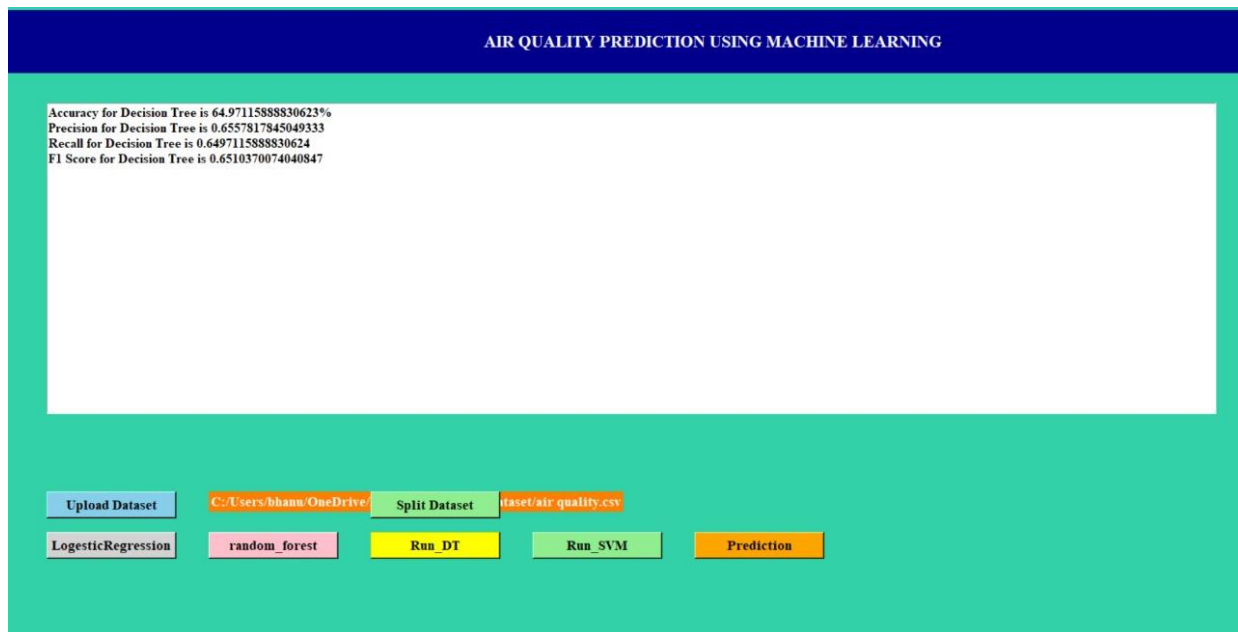 AIR QUALITY PREDICTION USING MACHINE LEARNING
Accuracy for Decision Tree is 64.97115888830623%
Precision for Decision Tree is 0.6557817845049333
Recall for Decision Tree is 0.6497115888830624
F1 Score for Decision Tree is 0.6510370074040847
Upload Dataset C:/Users/bhanu/OneDrive/ Split Dataset taset/air quality.csv
LogesticRegression random_forest Run_DT Run_SVM Prediction